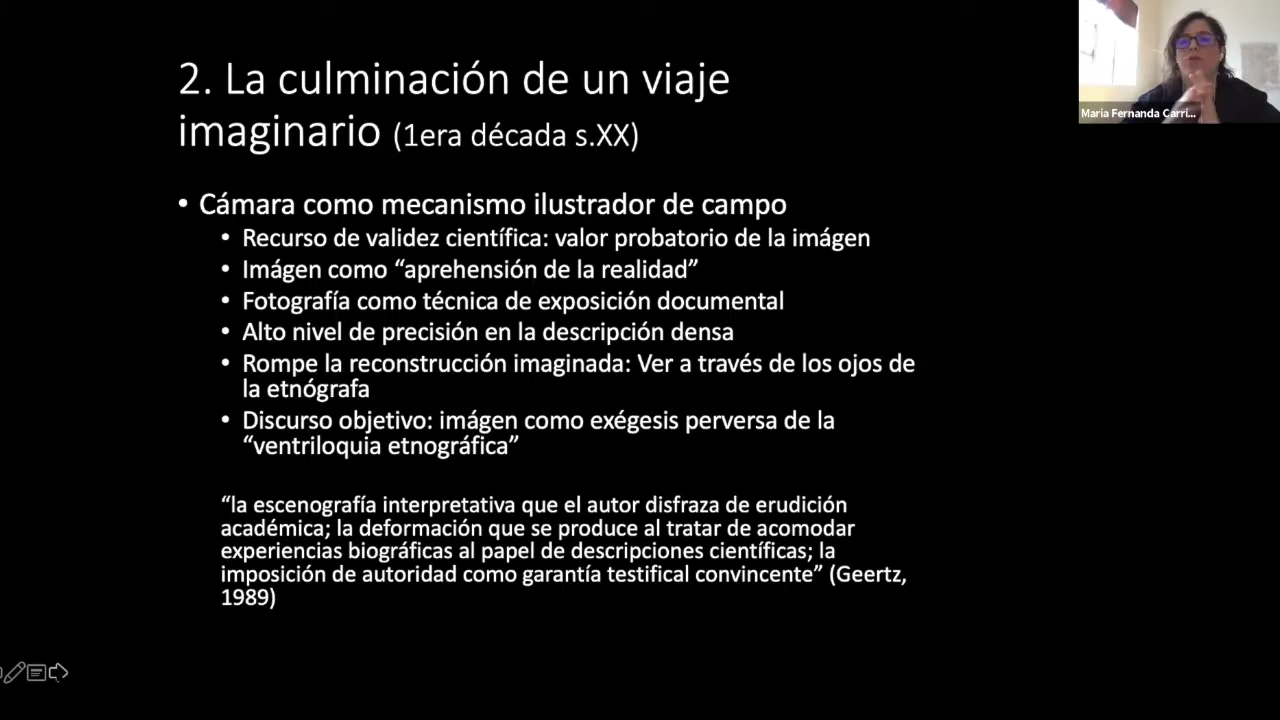 2. La culminación de un viaje
imaginario (1era década s.XX)
• Cámara como mecanismo ilustrador de campo
• Recurso de validez científica: valor probatorio de la imágen
• Imágen como “aprehensión de la realidad”
• Fotografía como técnica de exposición documental
• Alto nivel de precisión en la descripción densa
• Rompe la reconstrucción imaginada: Ver a través de los ojos de
la etnógrafa
• Discurso objetivo: imágen como exégesis perversa de la
“ventriloquia etnográfica”
“la escenografía interpretativa que el autor disfraza de erudición
académica; la deformación que se produce al tratar de acomodar
experiencias biográficas al papel de descripciones científicas; la
imposición de autoridad como garantía testifical convincente” (Geertz,
1989)
Maria Fernanda Carri...